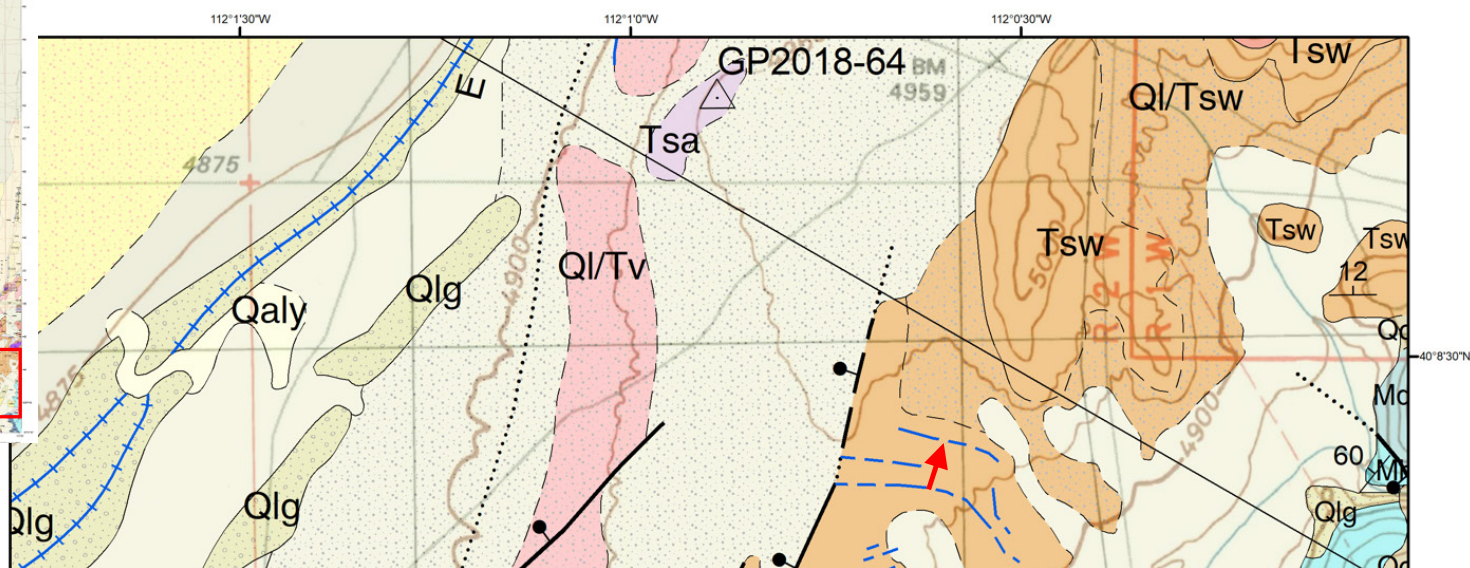 112°1'30"W
112°1'0"W
112°0'30"W
GP2018-64
BM
4959
E
Tsw
Ql/Tsw
Tsa
4875
Tsw
Tsw
Tsw
12
Ql/Tv
4900
500
R 2 W
R 1 W
Qlg
Qaly
40°8'30"N
4875
4900
60
Qlg
Qlg
Qlg